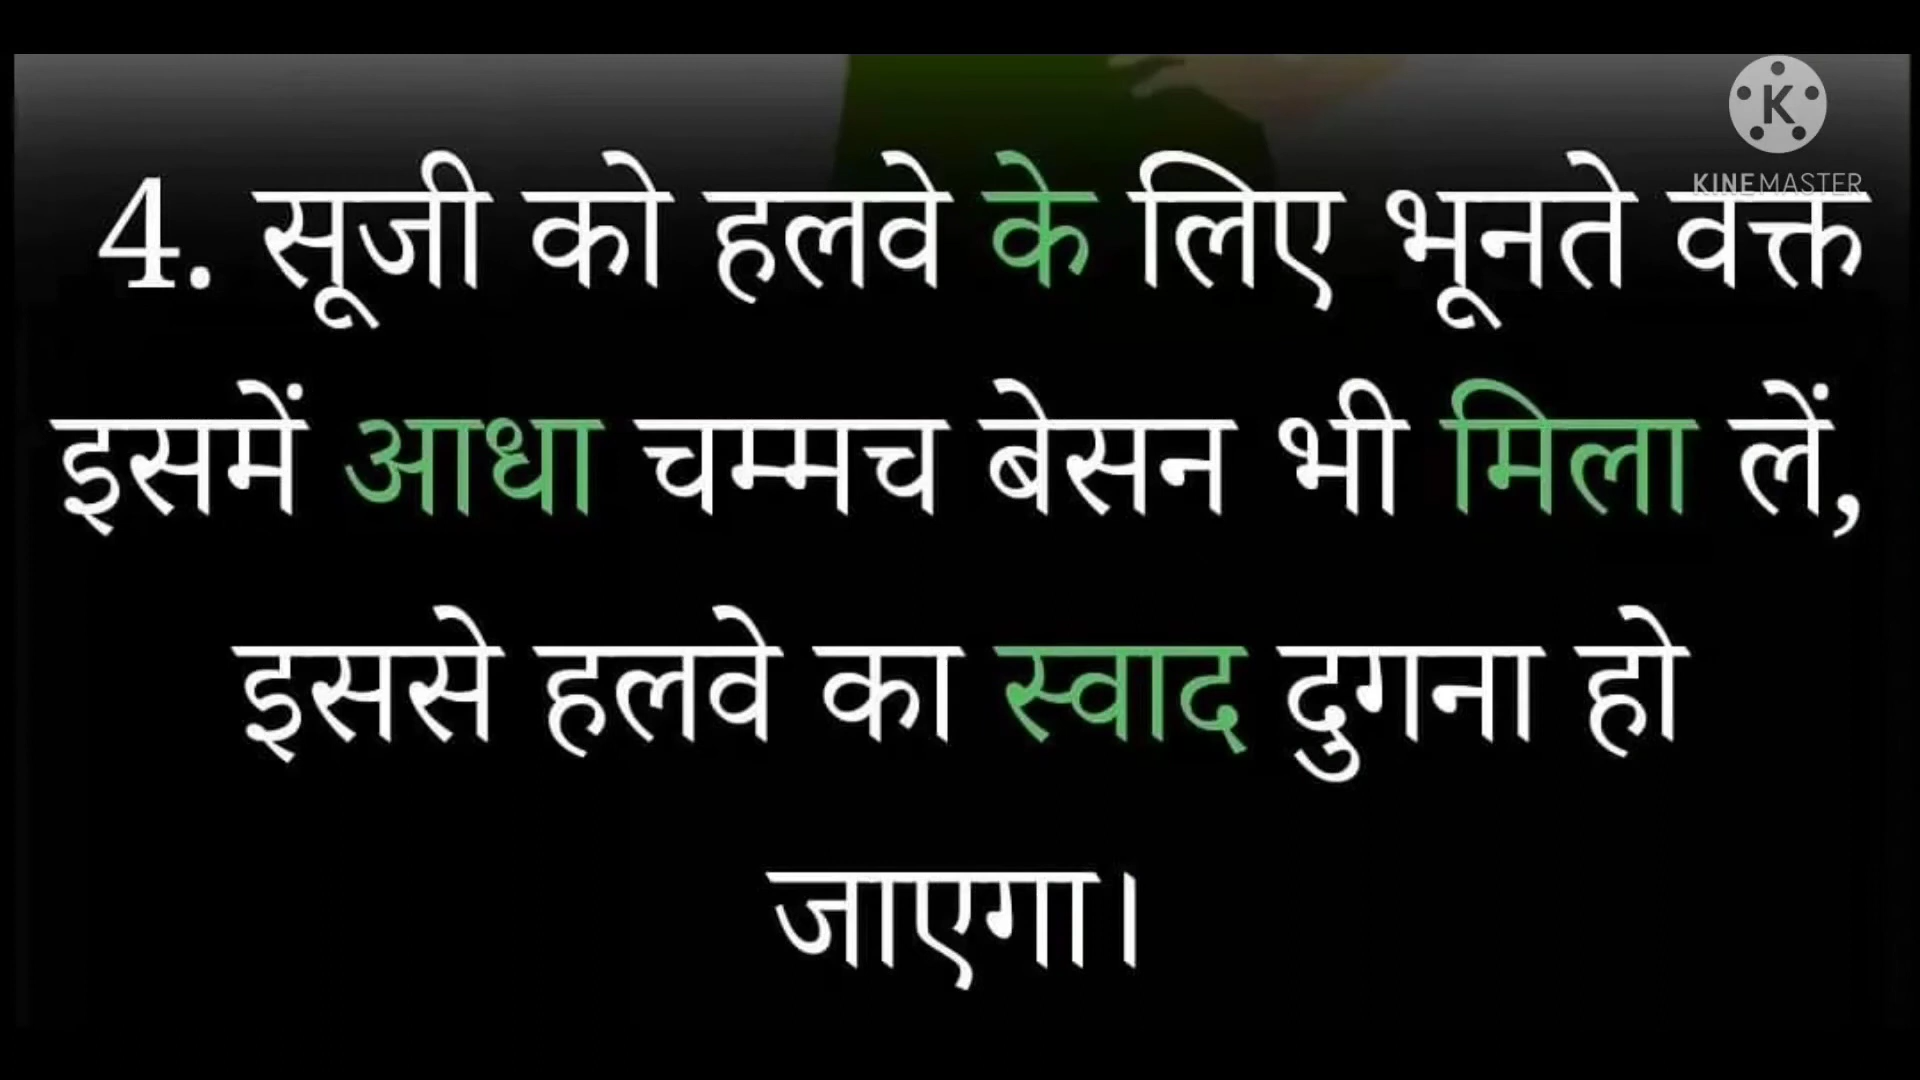 K
KINEMASTER
4. सूजी को हलवे के लिए भूनते वक्त
इसमें आधा चम्मच बेसन भी मिला लें,
इससे हलवे का स्वाद दुगना हो
जाएगा।